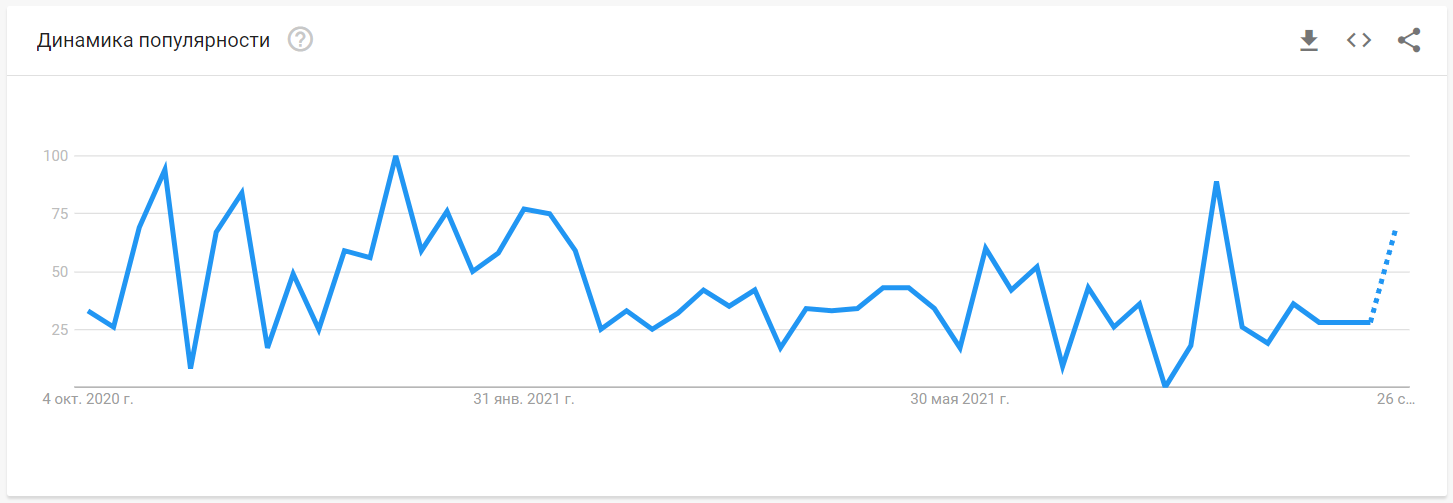 Динамика популярности
100
75
50
25
4 окт. 2020 г.
31 янв. 2021 г.
30 мая 2021 г.
26 с...